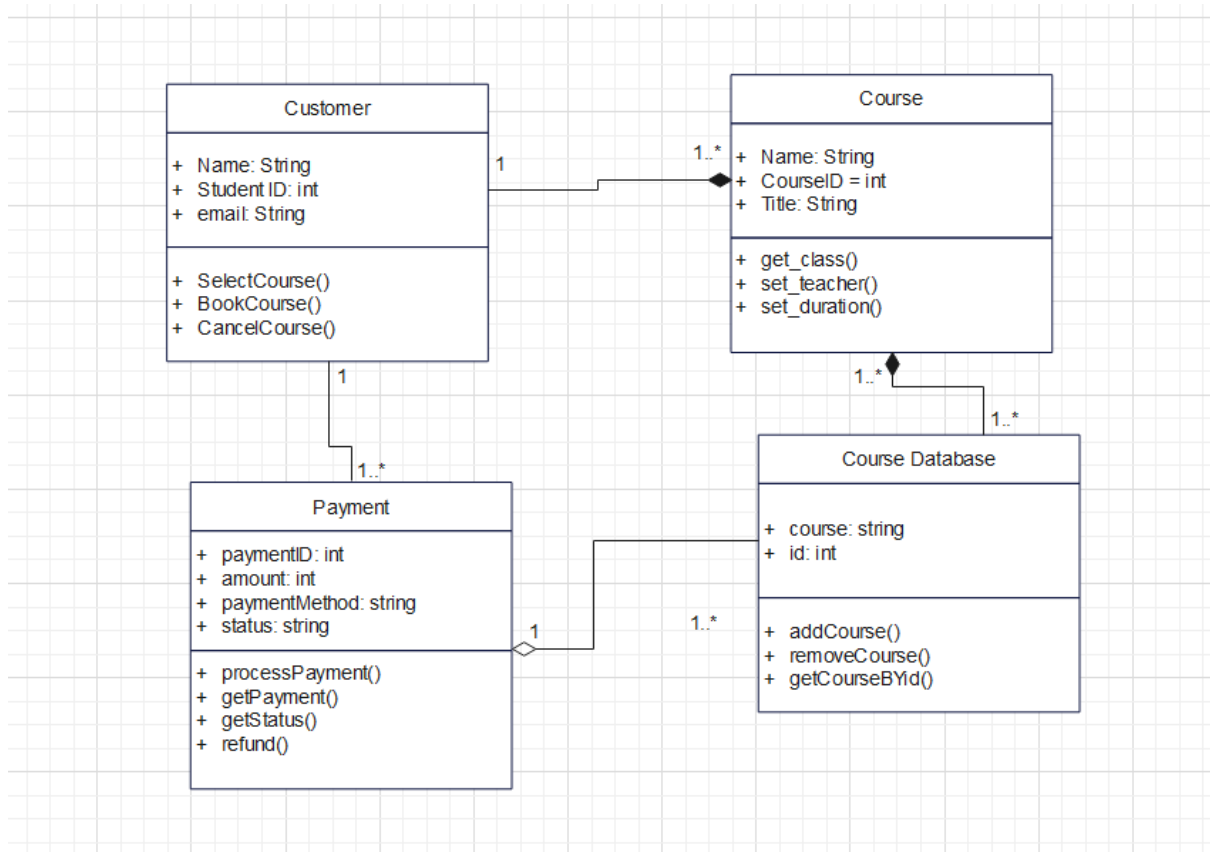 Customer
+ Name: String
+ Student ID: int
+ email: String
+ SelectCourse()
+ BookCourse()
+ CancelCourse()
1
1..*
Course
+ Name: String
+ CourseID = int
+ Title: String
+ get_class()
+ set_teacher()
+ set_duration()
1
1..*
1..*
1..*
Payment
+ paymentID: int
+ amount: int
+ paymentMethod: string
+ status: string
+ processPayment()
+ getPayment()
+ getStatus()
+ refund()
1
1..*
Course Database
+ course: string
+ id: int
+ addCourse()
+ removeCourse()
+ getCourseBYid()